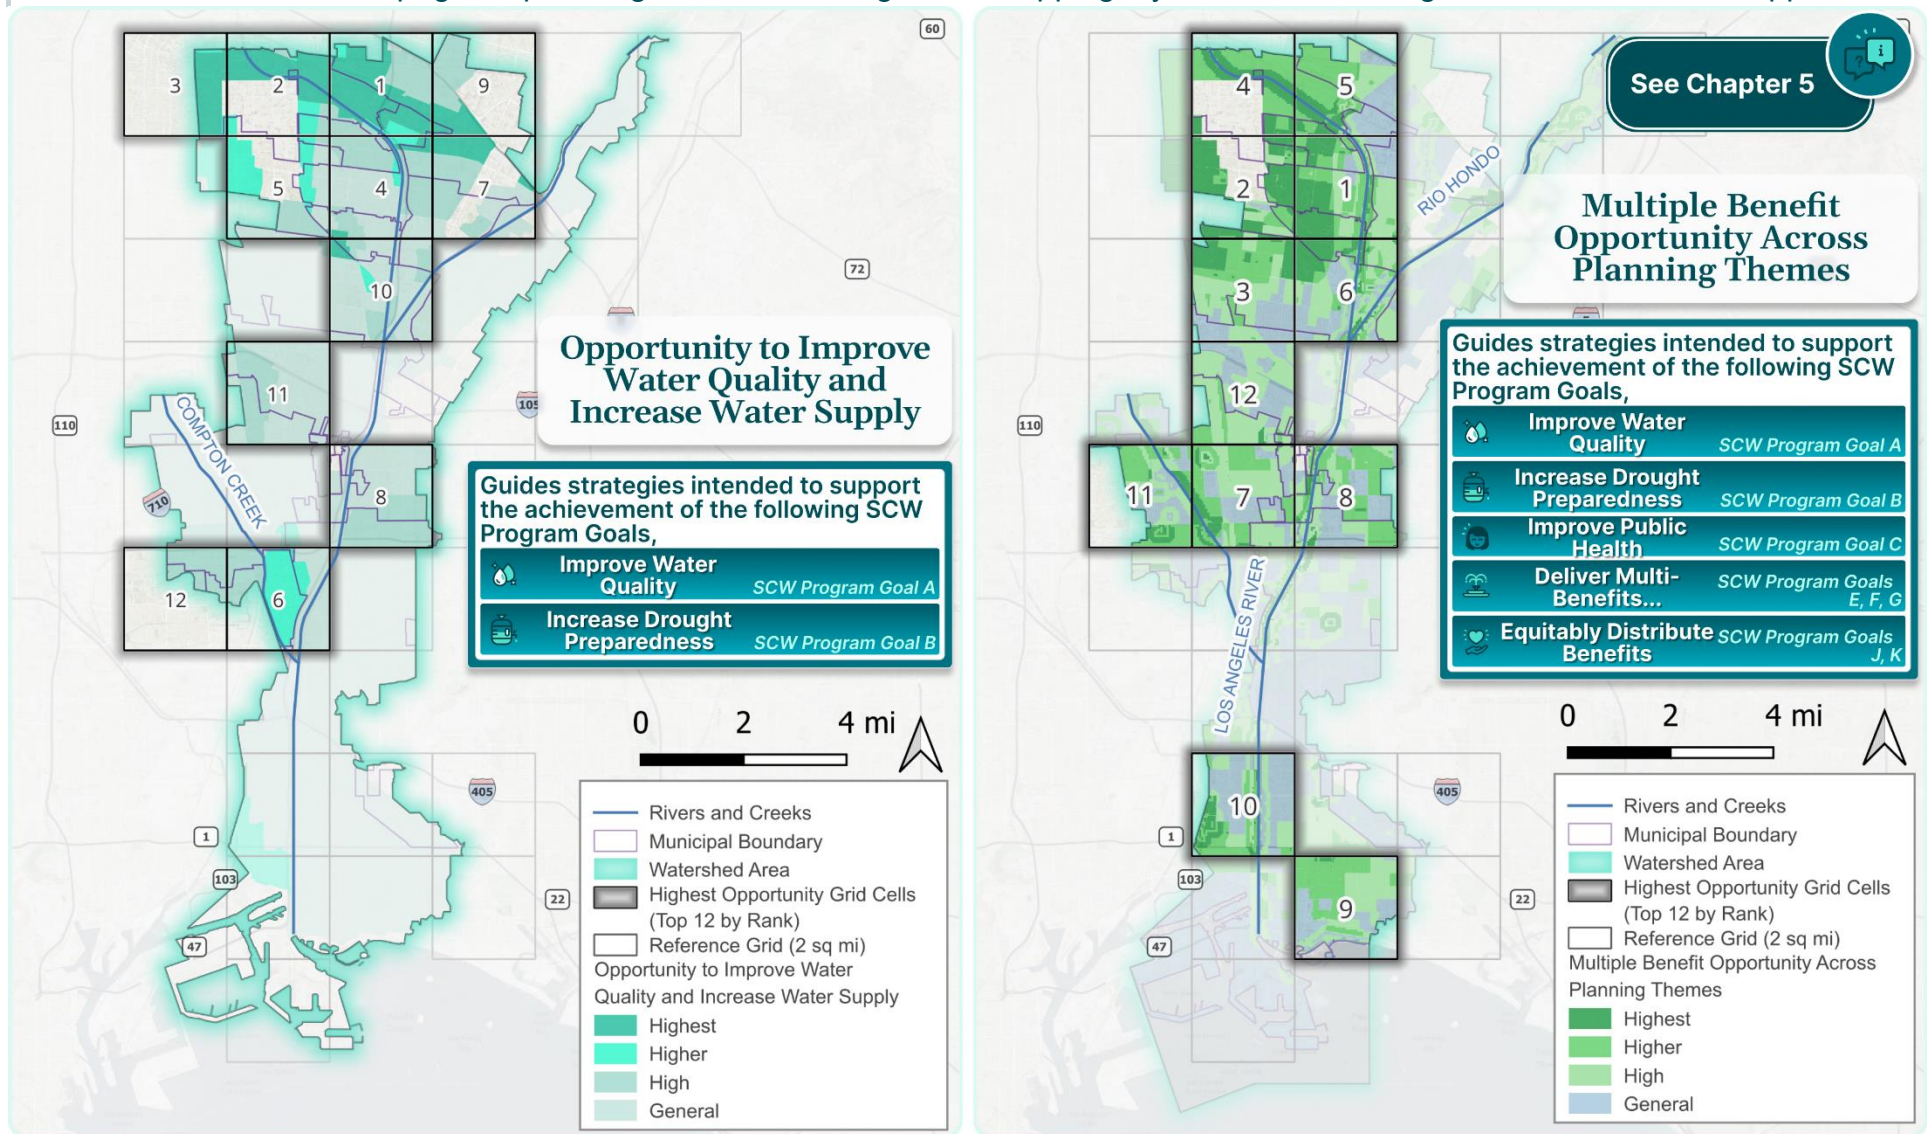 60
3
2
1
9
5
4
7
10
72
11
105
110
COMPTON CREEK
710
8
12
6
Opportunity to Improve
Water Quality and
Increase Water Supply
Guides strategies intended to support
the achievement of the following SCW
Program Goals,
Improve Water
Quality
SCW Program Goal A
Increase Drought
Preparedness
SCW Program Goal B
0 2 4 mi
405
1
103
22
47
Rivers and Creeks
Municipal Boundary
Watershed Area
Highest Opportunity Grid Cells
(Top 12 by Rank)
Reference Grid (2 sq mi)
Opportunity to Improve Water
Quality and Increase Water Supply
Highest
Higher
High
General
See Chapter 5
4
5
2
1
RIO HONDO
3
6
12
110
11
7
8
LOS ANGELES RIVER
Multiple Benefit
Opportunity Across
Planning Themes
Guides strategies intended to support
the achievement of the following SCW
Program Goals,
Improve Water
Quality
SCW Program Goal A
Increase Drought
Preparedness
SCW Program Goal B
Improve Public
Health
SCW Program Goal C
Deliver Multi-
Benefits...
SCW Program Goals
E, F, G
Equitably Distribute
Benefits
SCW Program Goals
J, K
0 2 4 mi
10
405
1
103
9
22
47
Rivers and Creeks
Municipal Boundary
Watershed Area
Highest Opportunity Grid Cells
(Top 12 by Rank)
Reference Grid (2 sq mi)
Multiple Benefit Opportunity Across
Planning Themes
Highest
Higher
High
General